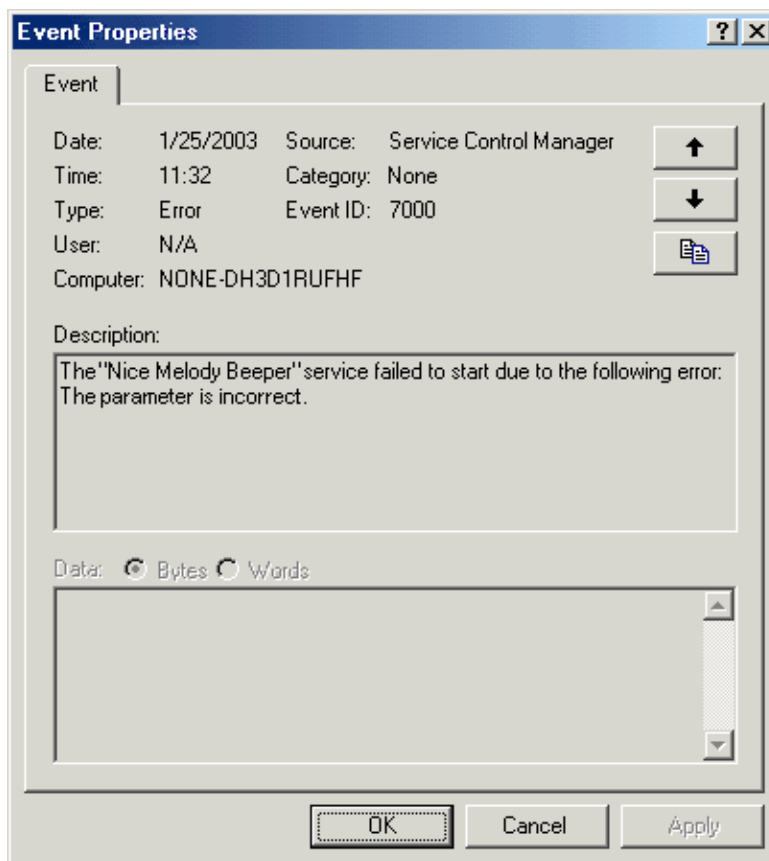 Event Properties
Event
Date: 1/25/2003 Source: Service Control Manager
Time: 11:32 Category: None
Type: Error Event ID: 7000
User: N/A
Computer: NONE-DH3D1RUFHF
Description:
The"Nice Melody Beeper"service failed to start due to the following error:
The parameter is incorrect.
Data: Bytes Words
OK Cancel Apply